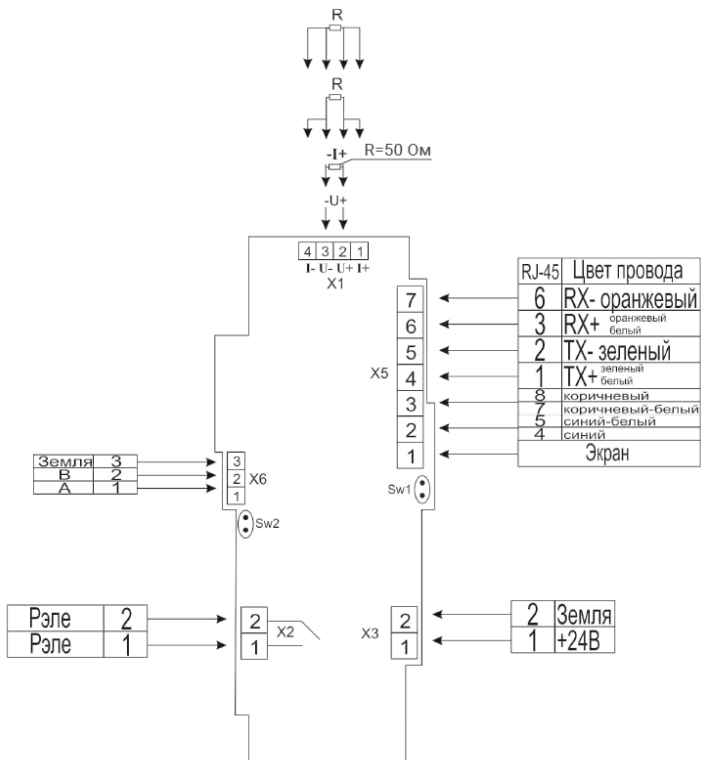 R
R
-I+ R=50 Ом
-U+
4 3 2 1
I- U- U+ I+
X1
RJ-45 Цвет провода
6 RX- оранжевый
3 RX+ оранжевый белый
2 TX- зеленый
1 TX+ зеленый белый
8 коричневый
7 коричневый-белый
5 синий-белый
4 синий
Экран
7
6
5
X5 4
3
2
1
Sw1
Земля 3
B 2
A 1
3
2 X6
1
Sw2
Рэле 2
Рэле 1
2 X2
1
X3 2
1
2 Земля
1 +24В